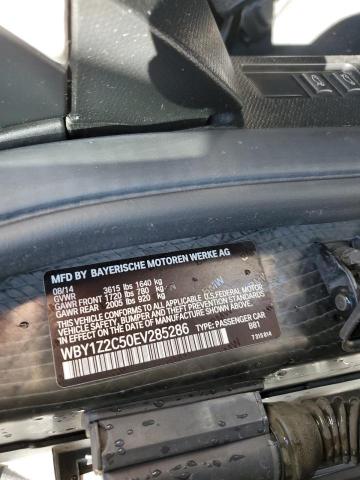 MFD BY BAYERISCHE MOTOREN WERKE AG
08/14
GVWR 3615 lbs 1640 kg
GAWR FRONT 1720 lbs 780 kg
GAWR REAR 2005 lbs 920 kg
THIS VEHICLE CONFORMS TO ALL APPLICABLE U.S. FEDERAL MOTOR
VEHICLE SAFETY, BUMPER, AND THEFT PREVENTION STANDARDS
IN EFFECT ON THE DATE OF MANUFACTURE SHOWN ABOVE.
WBY1Z2C50EV285286 TYPE: PASSENGER CAR
BB1